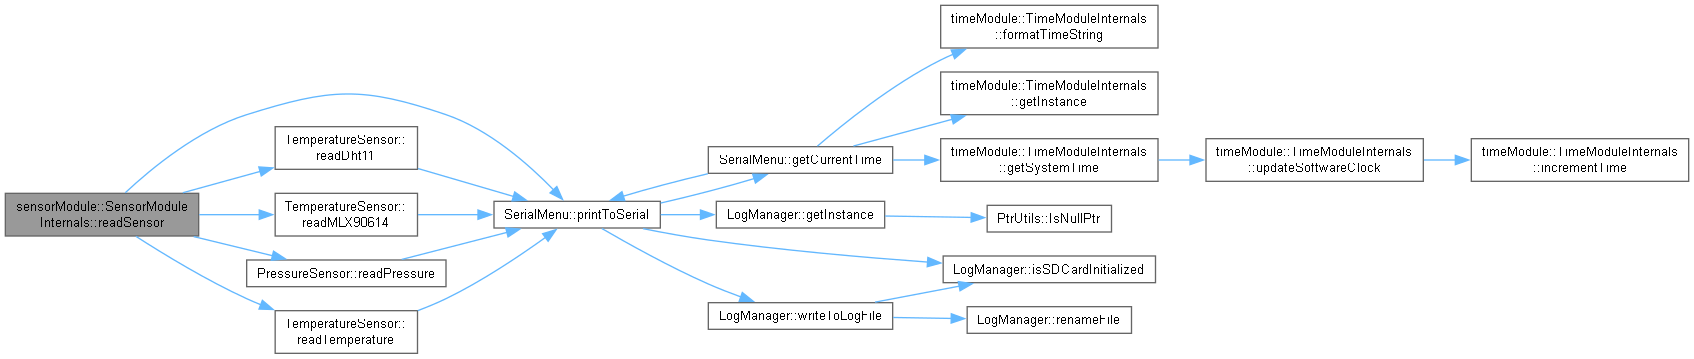 sensorModule::SensorModule
Internals::readSensor
TemperatureSensor::
readDht11
TemperatureSensor::
readMLX90614
PressureSensor::readPressure
TemperatureSensor::
readTemperature
SerialMenu::printToSerial
SerialMenu::getCurrentTime
LogManager::getInstance
LogManager::writeToLogFile
timeModule::TimeModuleInternals
::formatTimeString
timeModule::TimeModuleInternals
::getInstance
timeModule::TimeModuleInternals
::getSystemTime
PtrUtils::IsNullPtr
LogManager::isSDCardInitialized
LogManager::renameFile
timeModule::TimeModuleInternals
::updateSoftwareClock
timeModule::TimeModuleInternals
::incrementTime